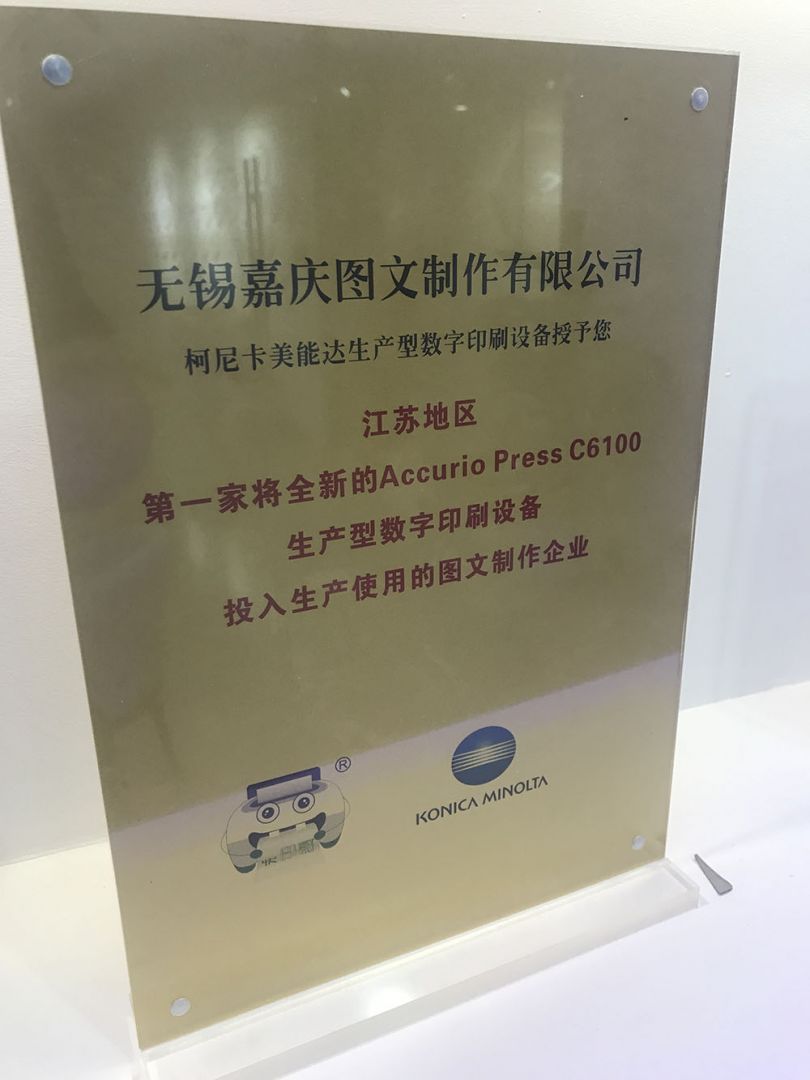 无锡嘉庆图文制作有限公司
柯尼卡美能达生产型数字印刷设备授予您
江苏地区
第一家将全新的Accurio Press C6100
生产型数字印刷设备
投入生产使用的图文制作企业
®
KONICA MINOLTA